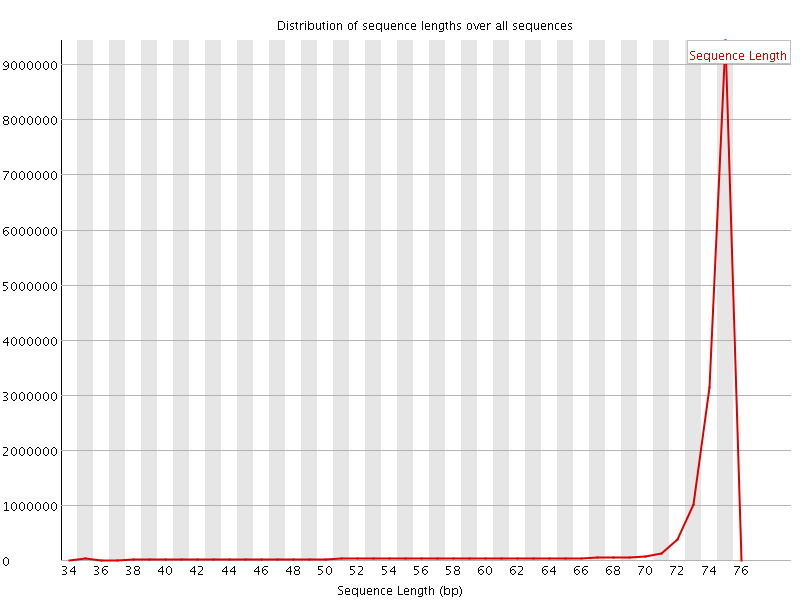 Distribution of sequence lengths over all sequences
Sequence Length
9000000
8000000
7000000
6000000
5000000
4000000
3000000
2000000
1000000
0
34 36 38 40 42 44 46 48 50 52 54 56 58 60 62 64 66 68 70 72 74 76
Sequence Length (bp)